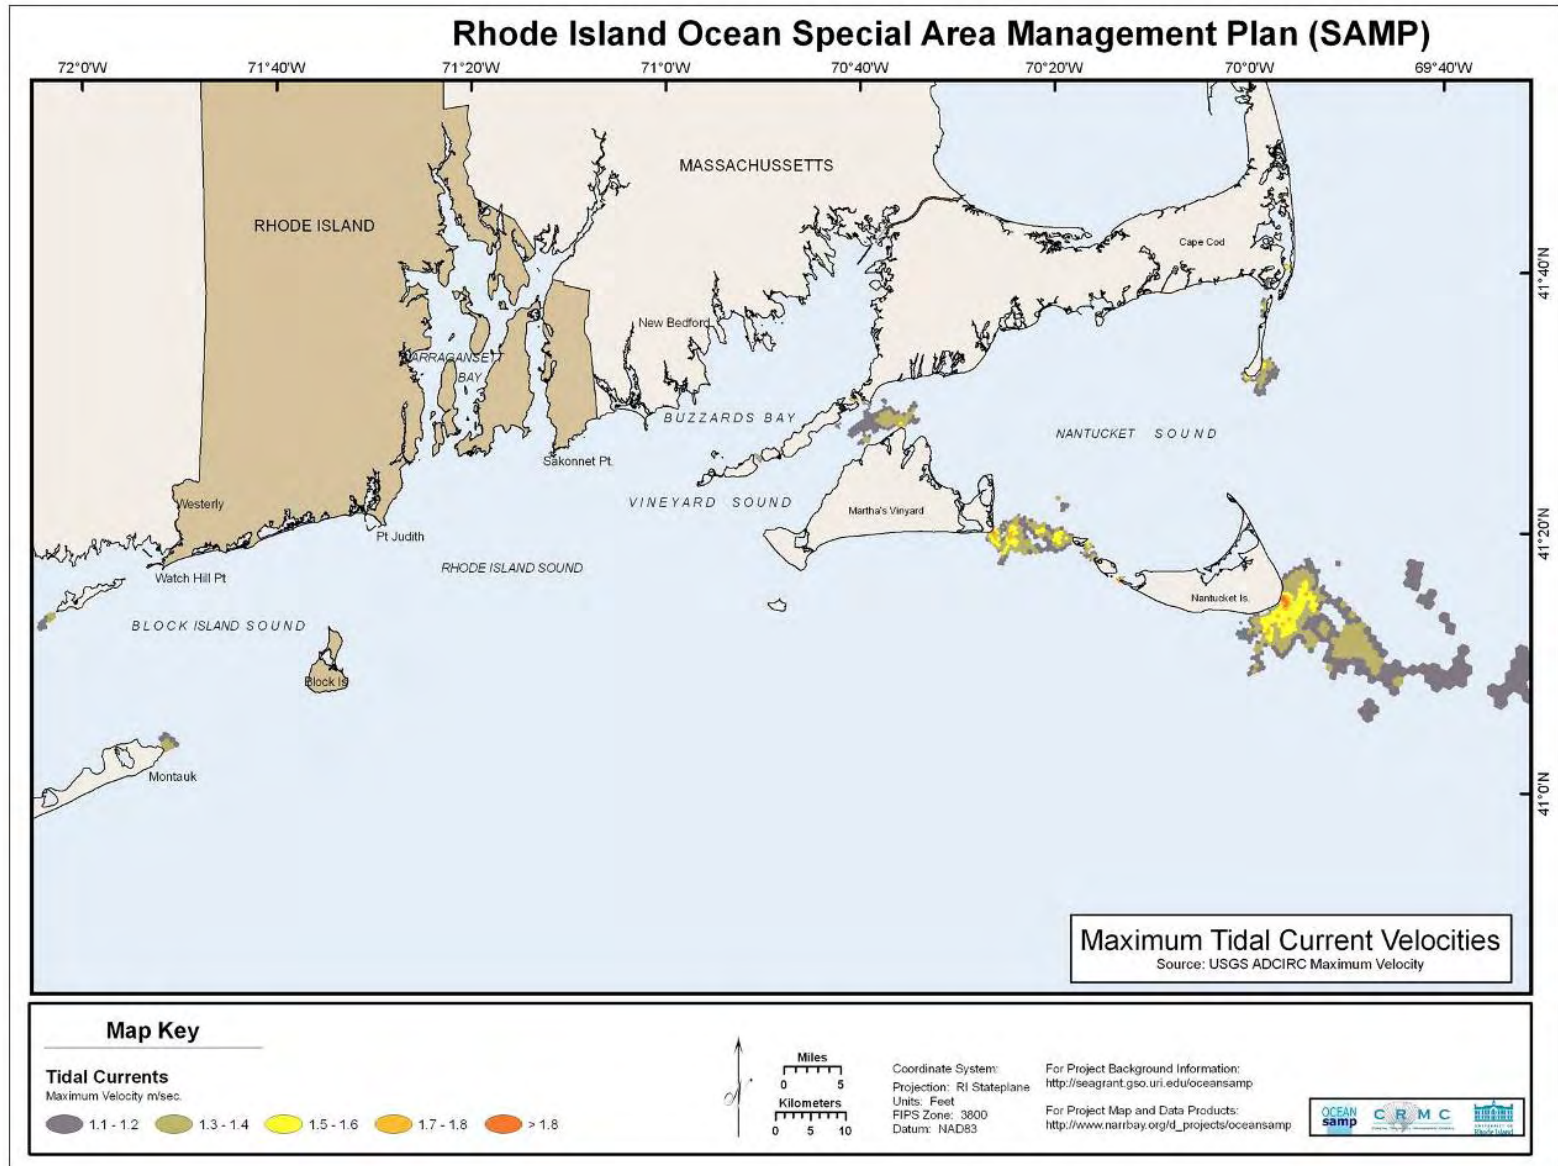 Rhode Island Ocean Special Area Management Plan (SAMP)
72°0'W 71°40'W 71°20'W 71°0'W 70°40'W 70°20'W 70°0'W 69°40'W
MASSACHUSSETTS
RHODE ISLAND
Cape Cod
41°40'N
New Bedford
ARRAGANSETT
BAY
BUZZARDS BAY
NANTUCKET SOUND
Sakonnet Pt.
VINEYARD SOUND
Westerly
Martha's Vinyard
41°20'N
Pt Judith
RHODE ISLAND SOUND
Watch Hill Pt
Nantucket Is.
BLOCK ISLAND SOUND
Block Is
Montauk
41°0'N
Maximum Tidal Current Velocities
Source: USGS ADCIRC Maximum Velocity
Map Key
Tidal Currents
Maximum Velocity m/sec.
1.1 - 1.2 1.3 - 1.4 1.5 - 1.6 1.7 - 1.8 > 1.8
Miles
0 5
Kilometers
0 5 10
Coordinate System:
Projection: RI Stateplane
Units: Feet
FIPS Zone: 3800
Datum: NAD83
For Project Background Information:
http://seagrant.gso.uri.edu/oceansamp
For Project Map and Data Products:
http://www.narrbay.org/d_projects/oceansamp
OCEAN
samp
CRMC
Rhode Island